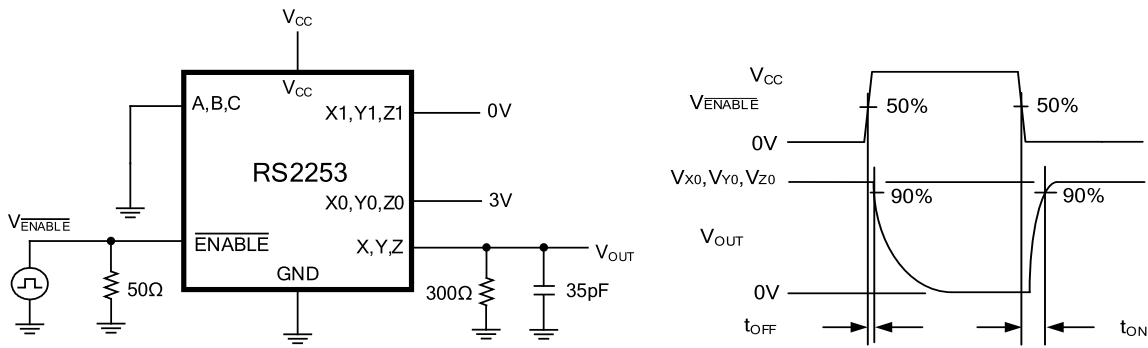 VCC
VCC
A,B,C
X1,Y1,Z1
0V
RS2253
X0,Y0,Z0
3V
VENABLE
ENABLE
X,Y,Z
VOUT
GND
50Ω
300Ω
35pF
VCC
VENABLE
50%
50%
0V
VX0,VY0,VZ0
90%
90%
VOUT
0V
tOFF
tON